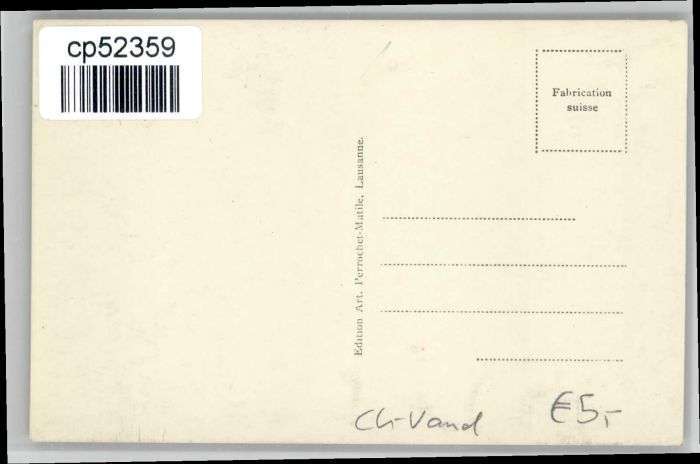 cp52359
Fabrication
suisse
Edition Art. Perrochet-Matile, Lausanne.
CH-Vaud
€5,-